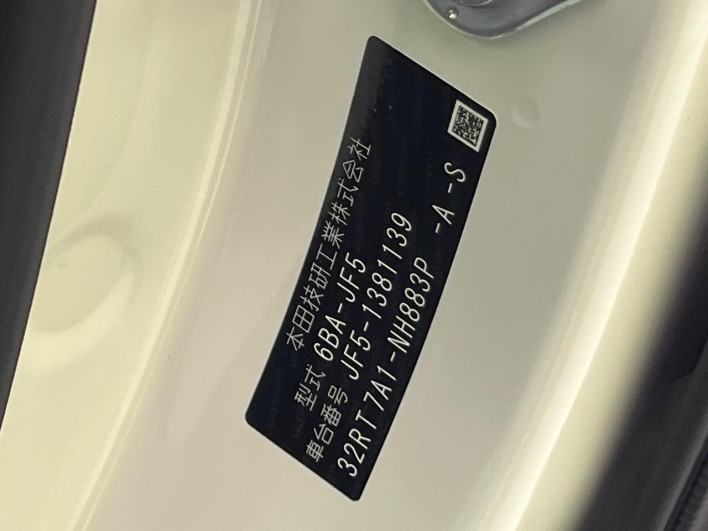 本田技研工業株式会社
型式 6BA-JF5
車台番号 JF5-1381139
32RT7A1-NH883P -A -S